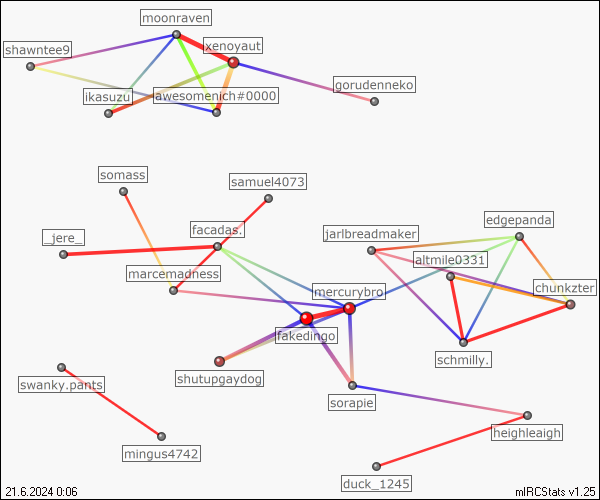 moonraven
shawntee9
xenoyaut
gorudenneko
ikasuzu
awesomenich#0000
somass
samuel4073
edgepanda
facadas.
_jere_
jarlbreadmaker
altmile0331
marcemadness
mercurybro
chunkzter
fakedingo
schmilly.
shutupgaydog
swanky.pants
sorapie
heighleaigh
mingus4742
duck_1245
21.6.2024 0:06
mIRCStats v1.25